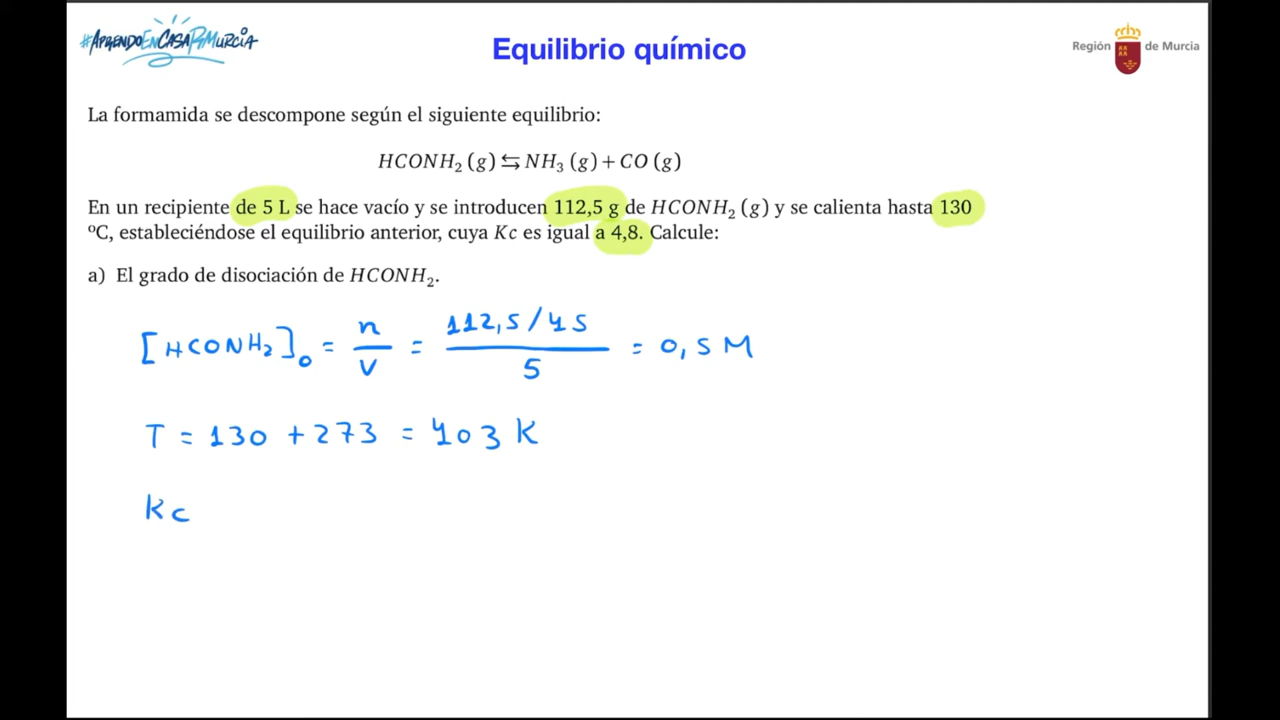 #APRENDOENCASARMURCIA
Equilibrio químico
Región de Murcia
La formamida se descompone según el siguiente equilibrio:
HCONH₂ (g) ⇆ NH₃ (g) + CO (g)
En un recipiente de 5 L se hace vacío y se introducen 112,5 g de HCONH₂ (g) y se calienta hasta 130
ºC, estableciéndose el equilibrio anterior, cuya Kc es igual a 4,8. Calcule:
a) El grado de disociación de HCONH₂.
[HCONH₂]₀ = n/V = (112,5/45)/5 = 0,5 M
T = 130 + 273 = 403 K
Kc